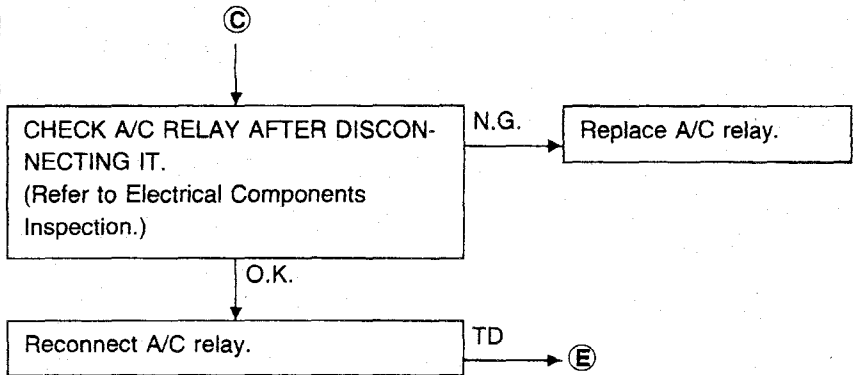 C
CHECK A/C RELAY AFTER DISCON-
NECTING IT.
(Refer to Electrical Components
Inspection.)
N.G.
Replace A/C relay.
O.K.
Reconnect A/C relay.
TD
E